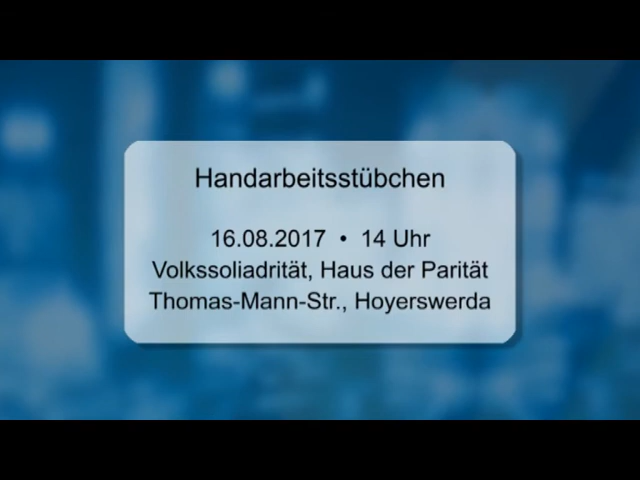 Handarbeitsstübchen
16.08.2017 • 14 Uhr
Volkssoliadrität, Haus der Parität
Thomas-Mann-Str., Hoyerswerda